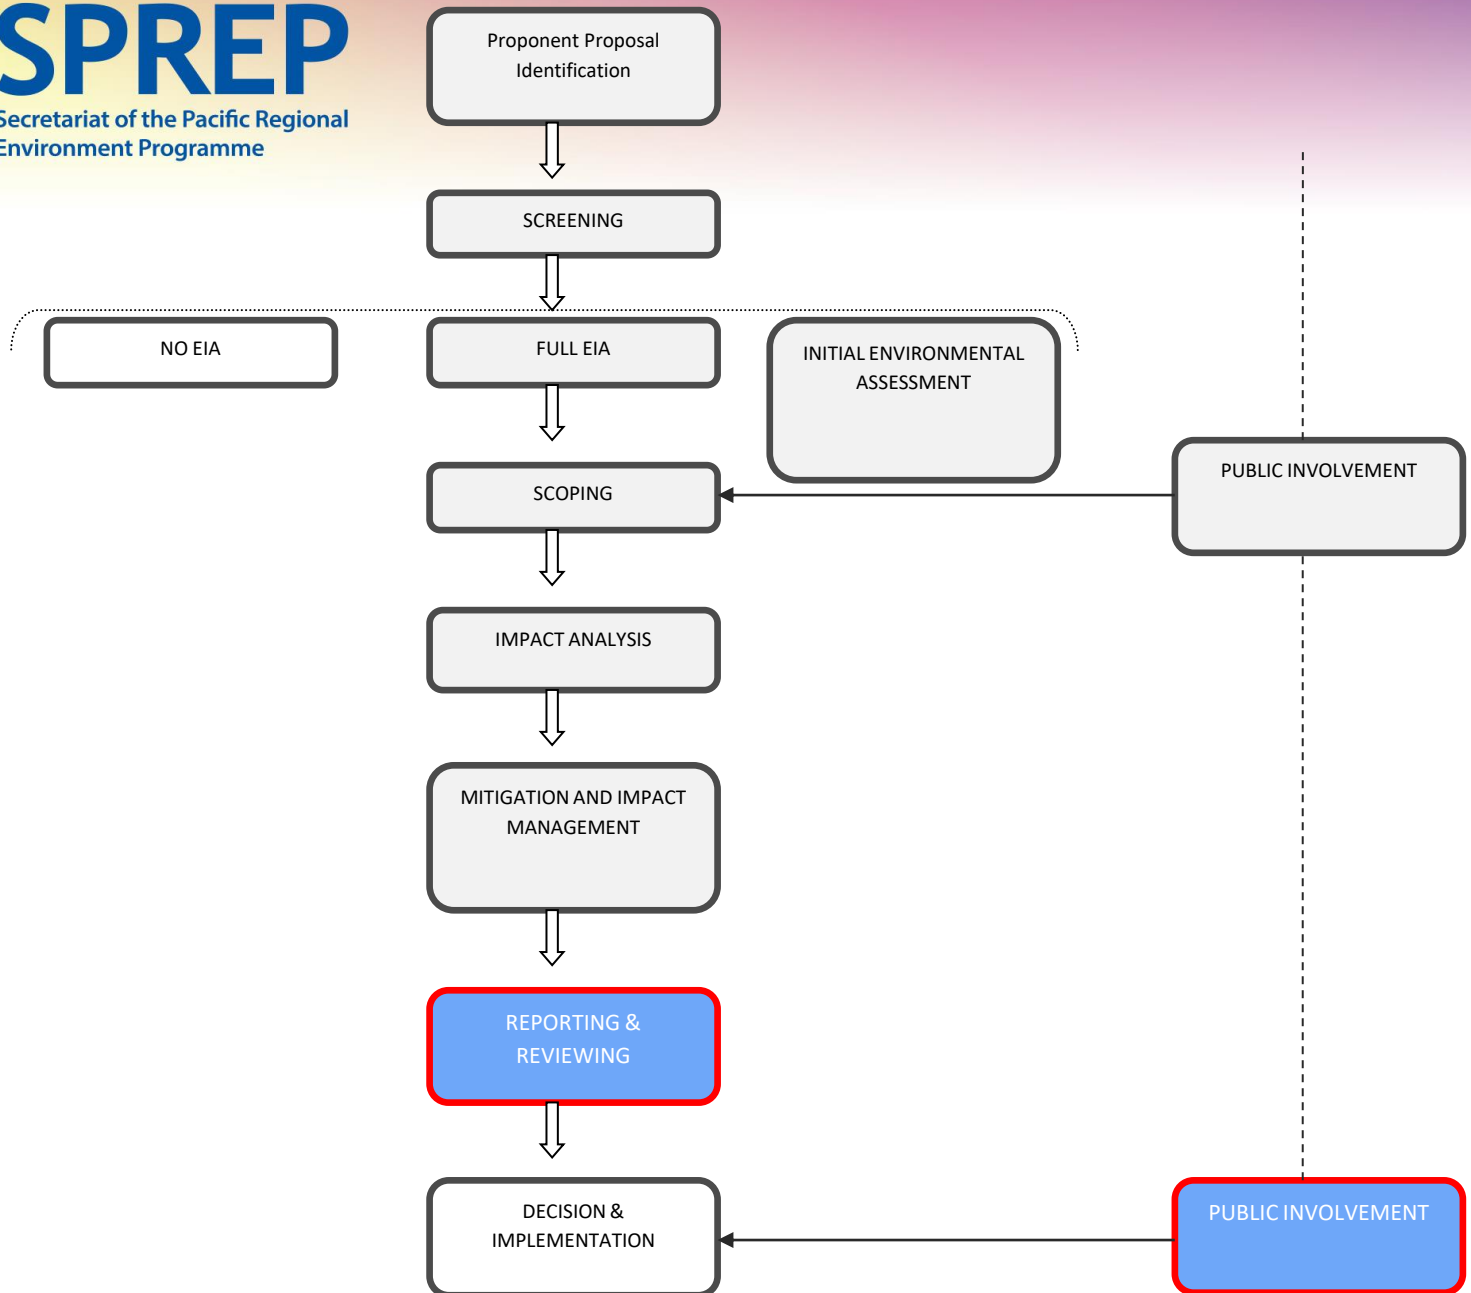 SPREP
Secretariat of the Pacific Regional
Environment Programme
Proponent Proposal
Identification
SCREENING
NO EIA
FULL EIA
INITIAL ENVIRONMENTAL
ASSESSMENT
PUBLIC INVOLVEMENT
SCOPING
IMPACT ANALYSIS
MITIGATION AND IMPACT
MANAGEMENT
REPORTING &
REVIEWING
DECISION &
IMPLEMENTATION
PUBLIC INVOLVEMENT